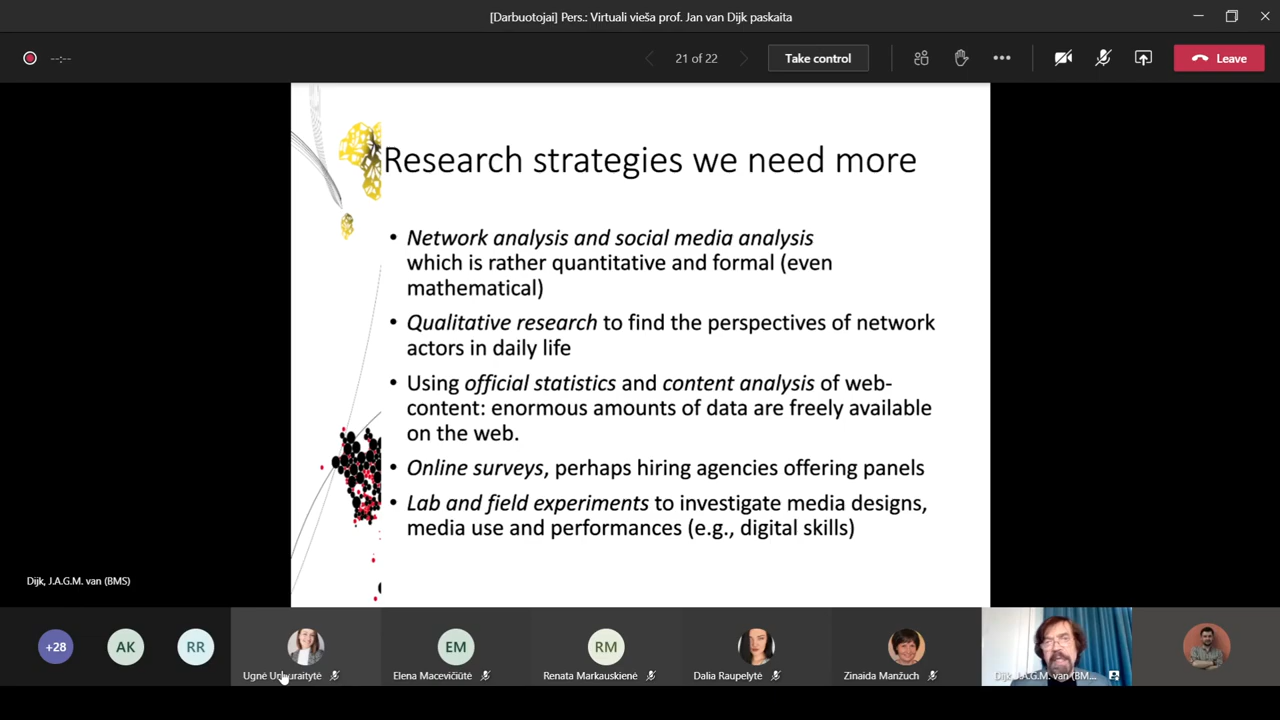 [Darbuotojai] Pers.: Virtuali vieša prof. Jan van Dijk paskaita
--:--
21 of 22
Take control
Leave
Research strategies we need more
• Network analysis and social media analysis
which is rather quantitative and formal (even
mathematical)
• Qualitative research to find the perspectives of network
actors in daily life
• Using official statistics and content analysis of web-
content: enormous amounts of data are freely available
on the web.
• Online surveys, perhaps hiring agencies offering panels
• Lab and field experiments to investigate media designs,
media use and performances (e.g., digital skills)
Dijk, J.A.G.M. van (BMS)
+28
AK
RR
EM
RM
Ugnė
Elena Macevičiūtė
Renata Markauskienė
Dalia Raupelytė
Zinaida Manžuch
Dijk, J.A.G.M. van (BM...